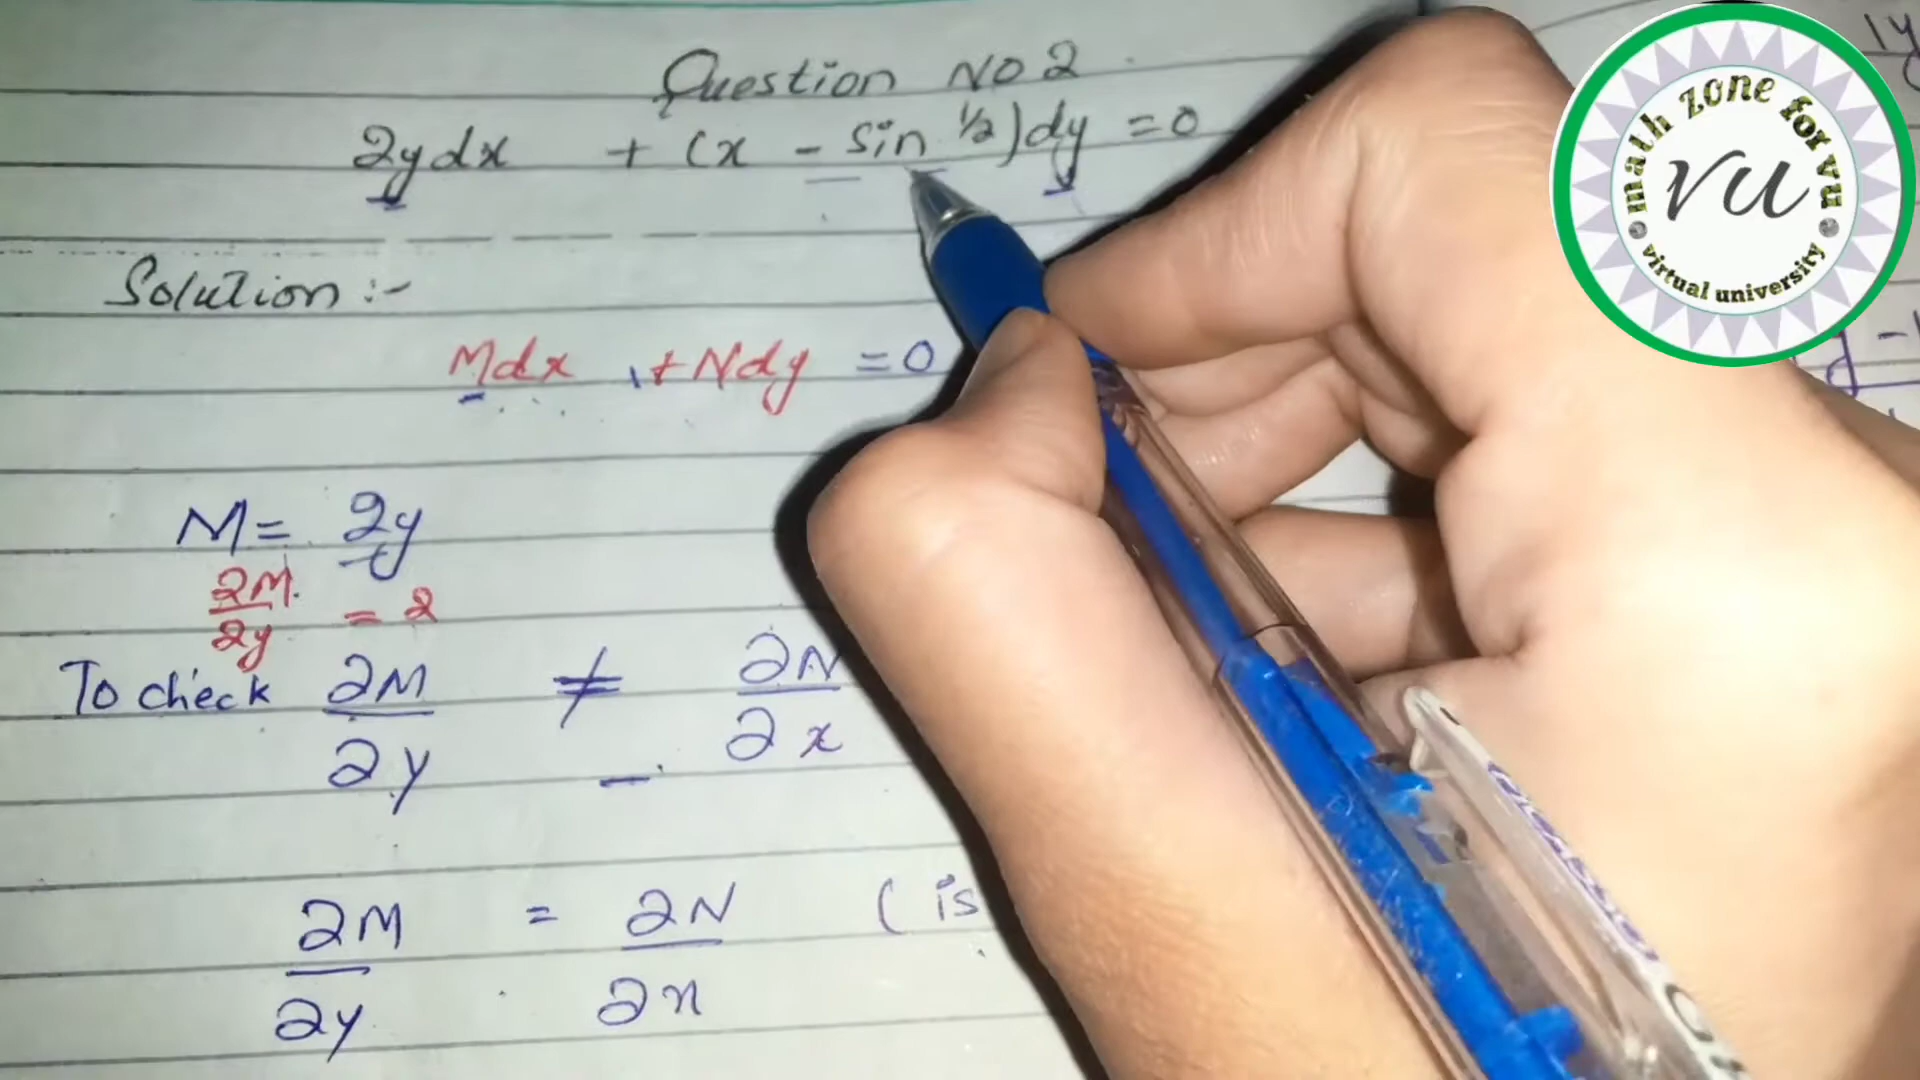 Question No 2
2ydx + (x - sin 1/2)dy = 0
Solution :-
Mdx + Ndy = 0
M = 2y
∂M/∂y = 2
To check ∂M/∂y ≠ ∂N/∂x
∂M/∂y = ∂N/∂x ( is
math zone for vu
vu
virtual university